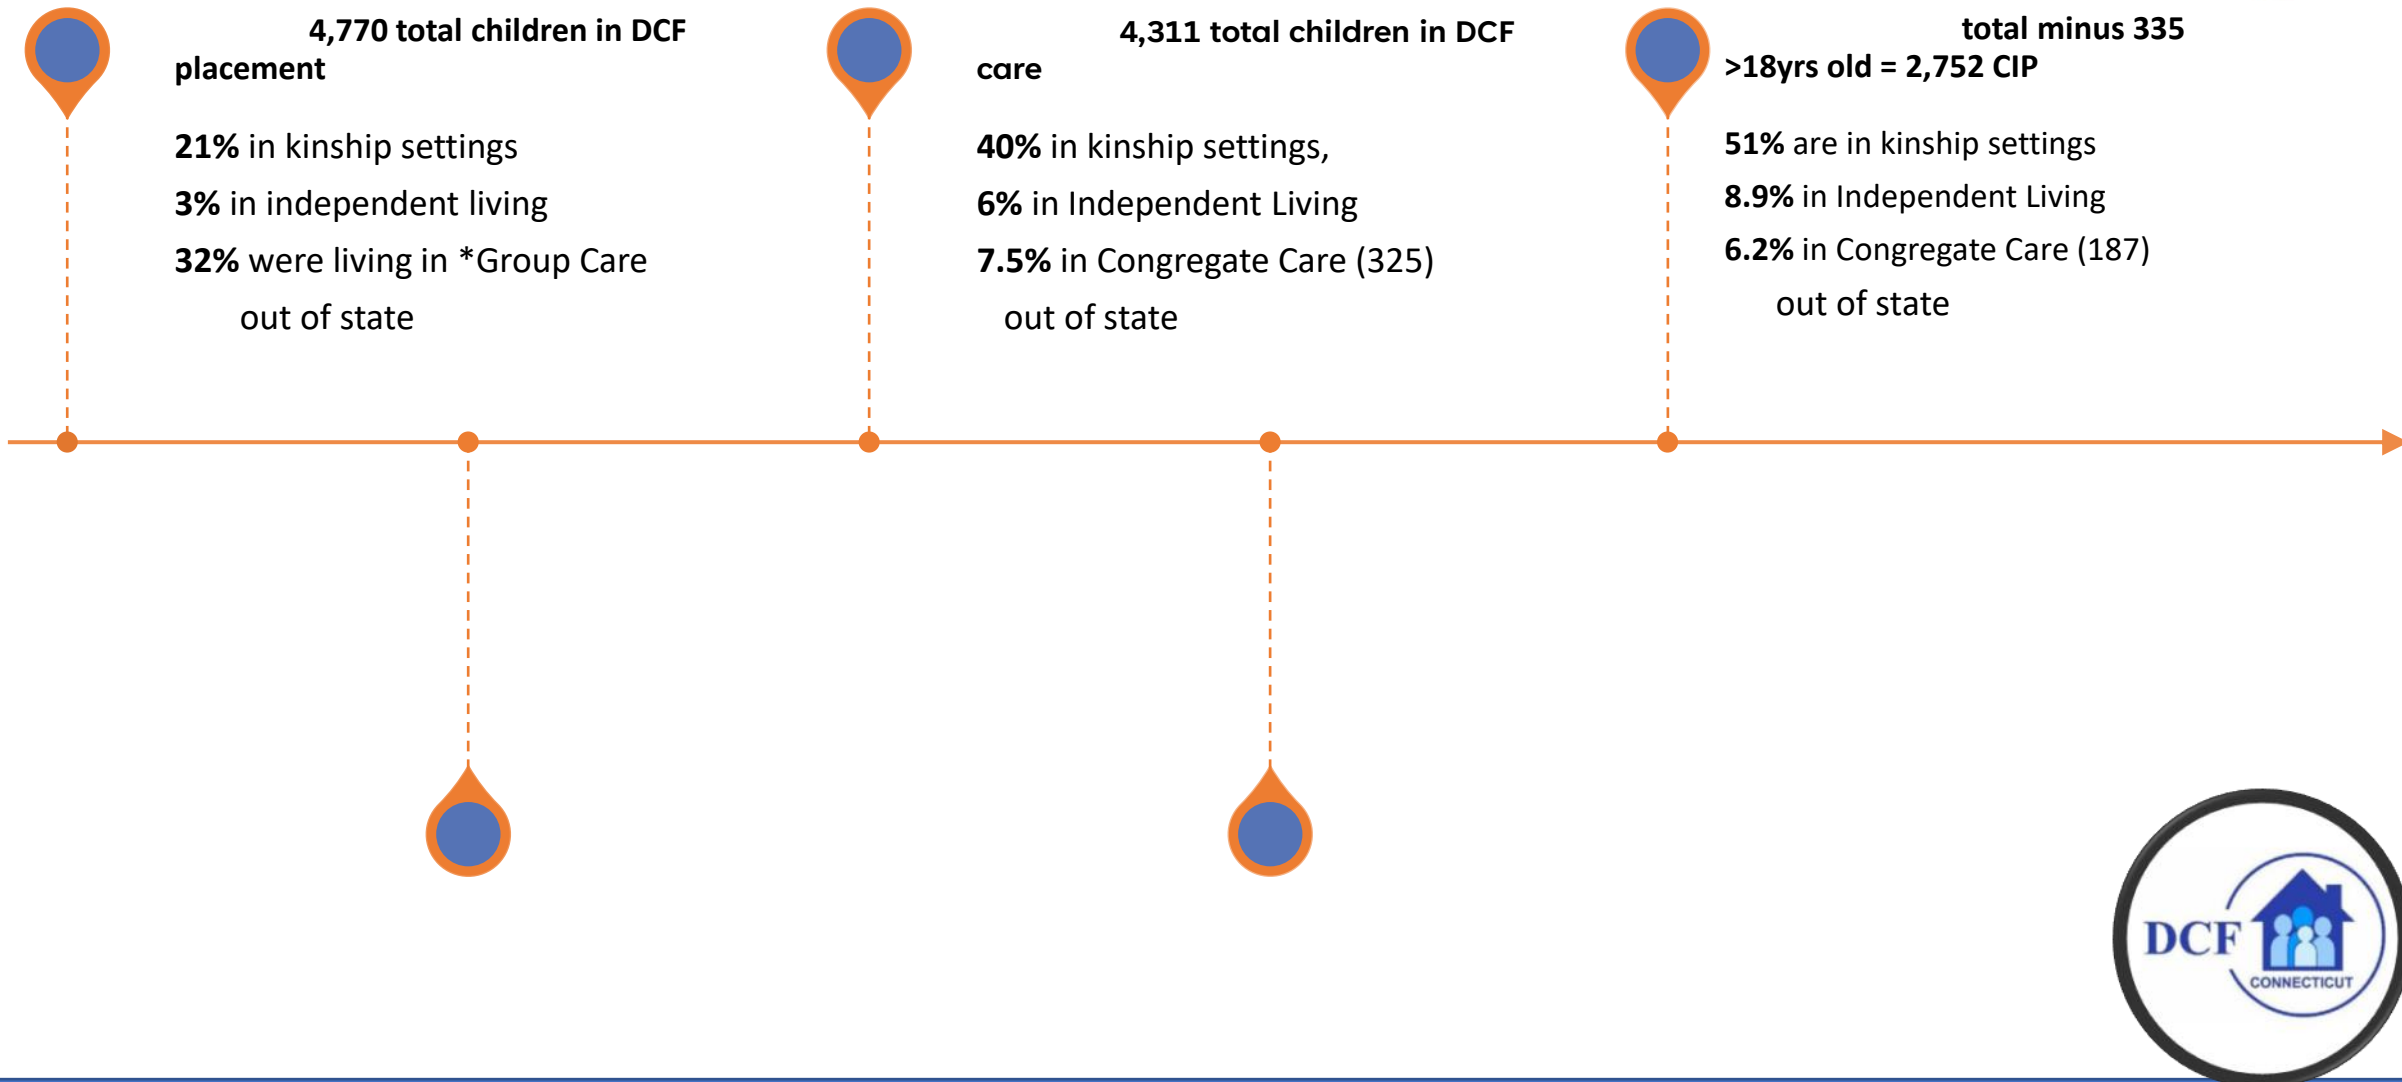 4,770 total children in DCF
placement
21% in kinship settings
3% in independent living
32% were living in *Group Care
out of state
4,311 total children in DCF
care
40% in kinship settings,
6% in Independent Living
7.5% in Congregate Care (325)
out of state
total minus 335
>18yrs old = 2,752 CIP
51% are in kinship settings
8.9% in Independent Living
6.2% in Congregate Care (187)
out of state
DCF
CONNECTICUT